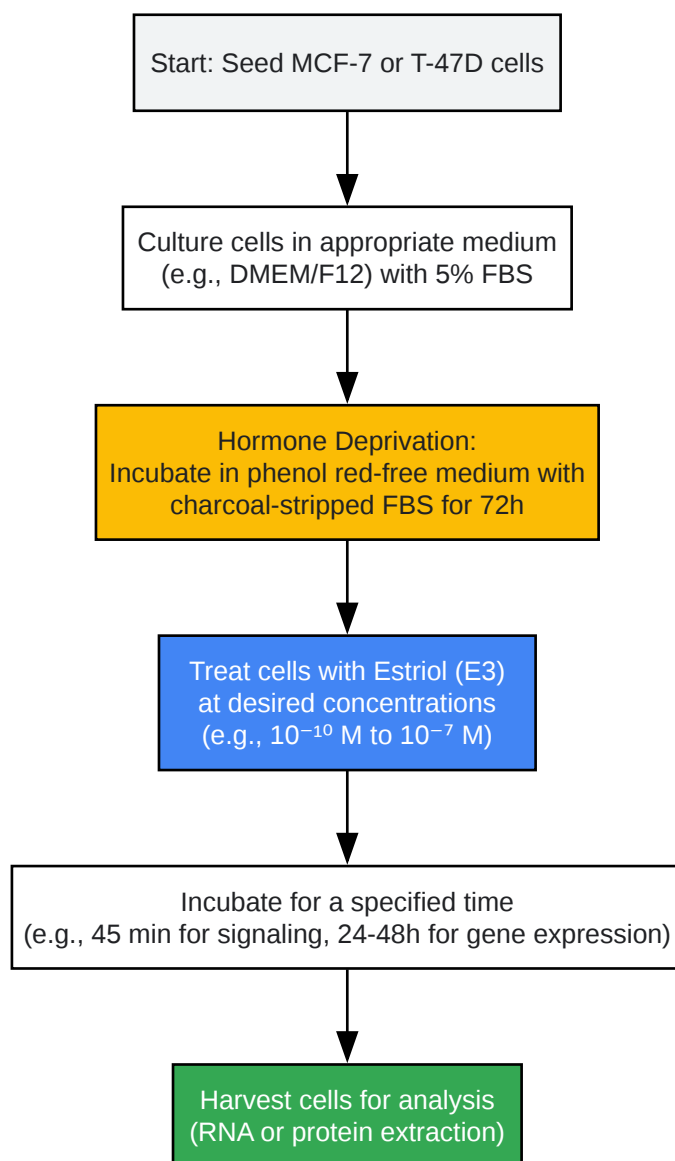 Start: Seed MCF-7 or T-47D cells
Culture cells in appropriate medium
(e.g., DMEM/F12) with 5% FBS
Hormone Deprivation:
Incubate in phenol red-free medium with
charcoal-stripped FBS for 72h
Treat cells with Estriol (E3)
at desired concentrations
(e.g., 10⁻¹⁰ M to 10⁻⁷ M)
Incubate for a specified time
(e.g., 45 min for signaling, 24-48h for gene expression)
Harvest cells for analysis
(RNA or protein extraction)